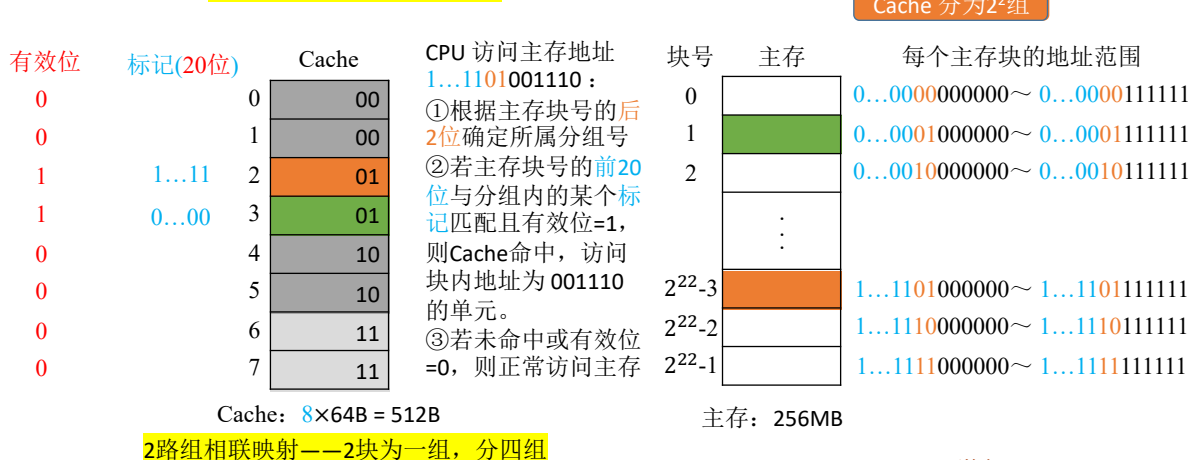 Cache 分为2²组
有效位 标记(20位) Cache
0 0 00
0 1 00
1 1…11 2 01
1 0…00 3 01
0 4 10
0 5 10
0 6 11
0 7 11
Cache：8×64B = 512B
2路组相联映射——2块为一组，分四组
CPU 访问主存地址
1…1101001110：
①根据主存块号的后
2位确定所属分组号
②若主存块号的前20
位与分组内的某个标
记匹配且有效位=1，
则Cache命中，访问
块内地址为 001110
的单元。
③若未命中或有效位
=0，则正常访问主存
块号 主存 每个主存块的地址范围
0 0…0000000000～ 0…0000111111
1 0…0001000000～ 0…0001111111
2 0…0010000000～ 0…0010111111
2²²-3 1…1101000000～ 1…1101111111
2²²-2 1…1110000000～ 1…1110111111
2²²-1 1…1111000000～ 1…1111111111
主存：256MB